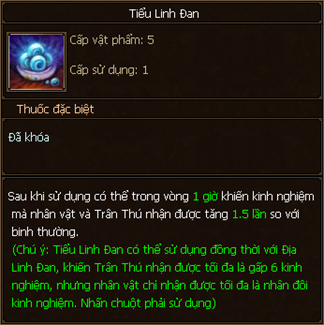 Tiểu Linh Đan
Cấp vật phẩm: 5
Cấp sử dụng: 1
Thuốc đặc biệt
Đã khóa
Sau khi sử dụng có thể trong vòng 1 giờ khiến kinh nghiệm
mà nhân vật và Trân Thú nhận được tăng 1.5 lần so với
bình thường.
(Chú ý: Tiểu Linh Đan có thể sử dụng đồng thời với Địa
Linh Đan, khiến Trân Thú nhận được tối đa là gấp 6 kinh
nghiệm, nhưng nhân vật chỉ nhận được tối đa là nhân đôi
kinh nghiệm. Nhấn chuột phải sử dụng)